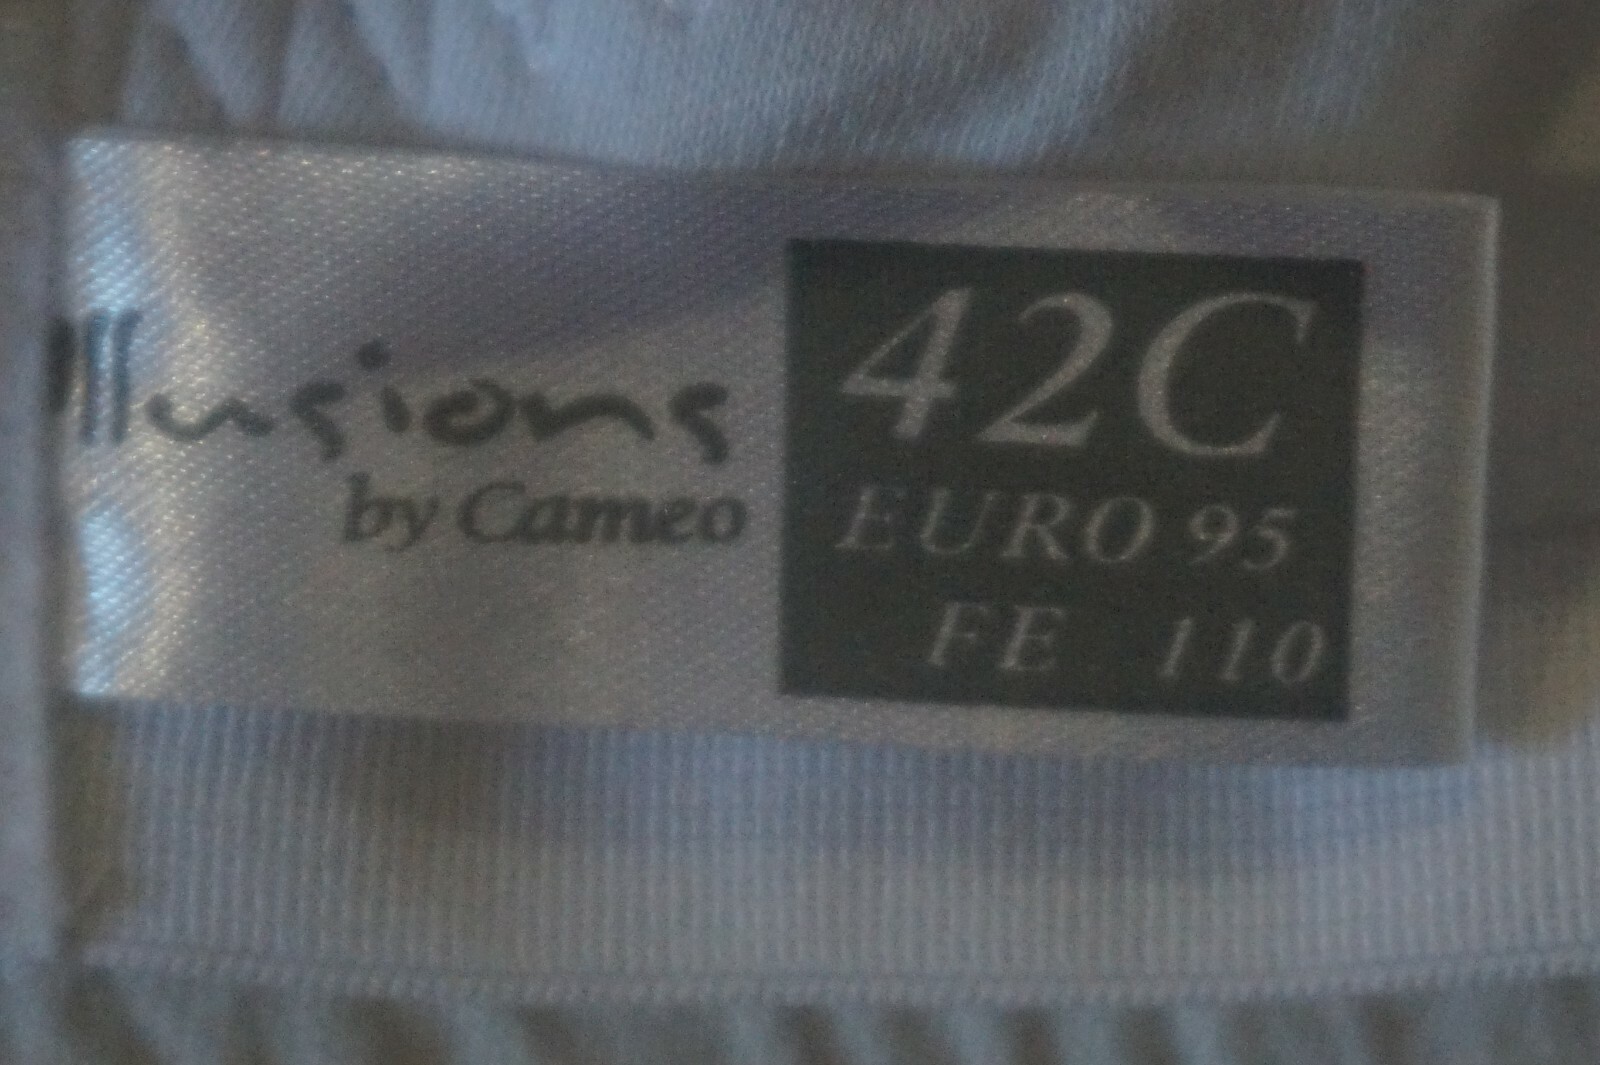 Illusions
by Cameo
42C
EURO 95
FE 110